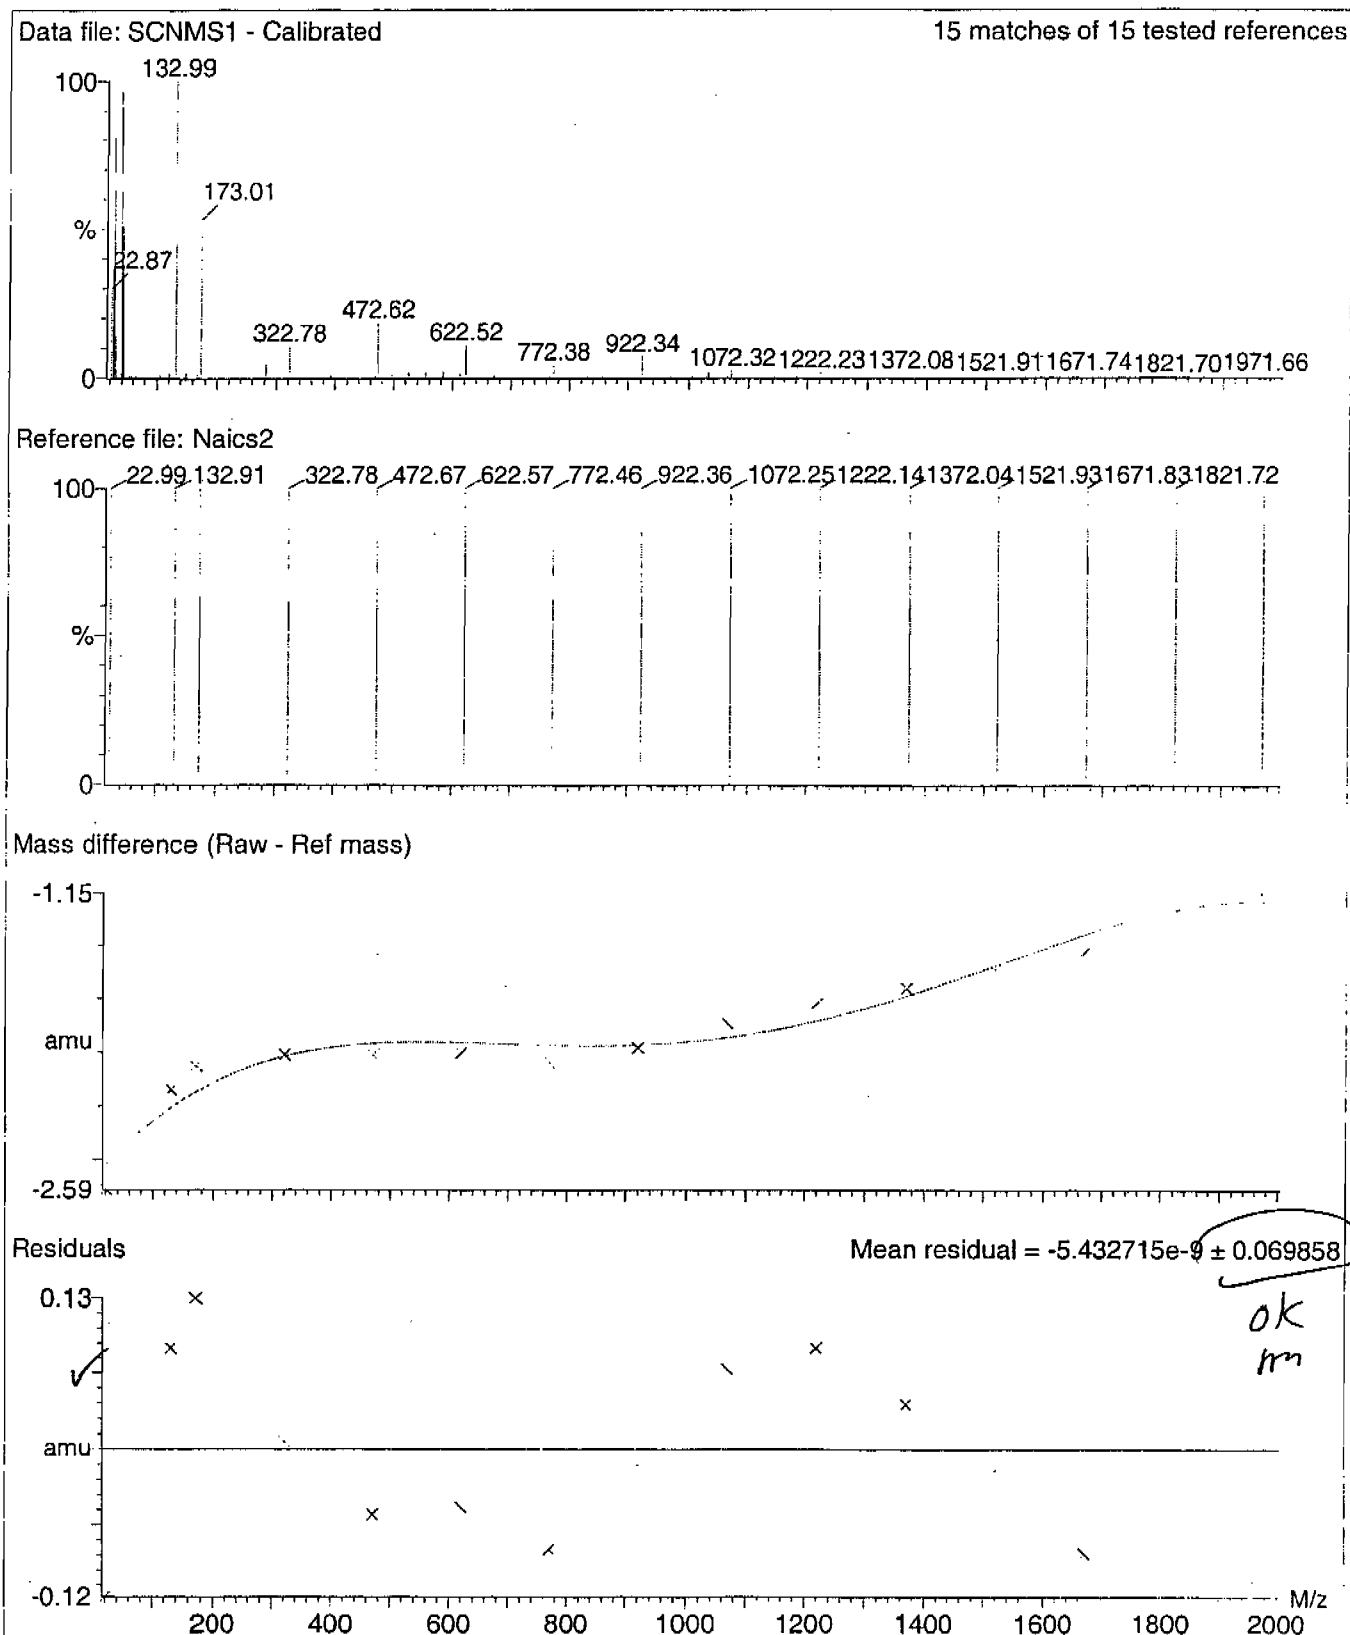 Data file: SCNMS1 - Calibrated 15 matches of 15 tested references
132.99
100
173.01
%
22.87
472.62
322.78 622.52
772.38 922.34
1072.32 1222.23 1372.08 1521.91 1671.74 1821.70 1971.66
0
Reference file: Naics2
22.99 132.91 322.78 472.67 622.57 772.46 922.36 1072.25 1222.14 1372.04 1521.93 1671.83 1821.72
100
%
0
Mass difference (Raw - Ref mass)
-1.15
amu
-2.59
Residuals Mean residual = -5.432715e-9 ± 0.069858
0.13
ok
amu
-0.12
M/z
200 400 600 800 1000 1200 1400 1600 1800 2000